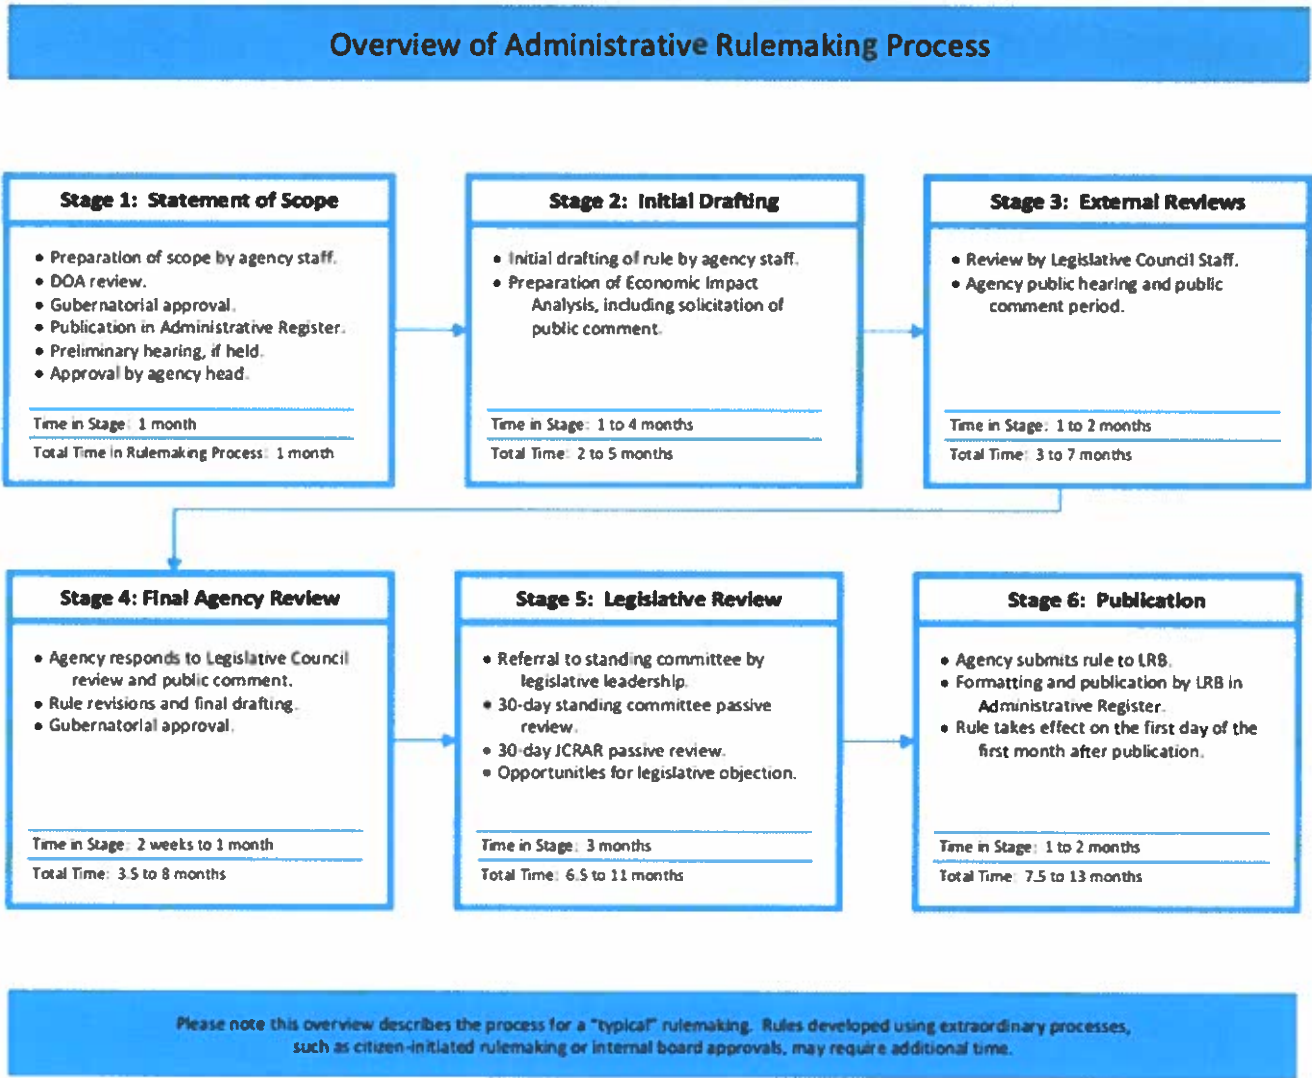 Overview of Administrative Rulemaking Process
Stage 1: Statement of Scope
• Preparation of scope by agency staff.
• DOA review.
• Gubernatorial approval.
• Publication in Administrative Register.
• Preliminary hearing, if held.
• Approval by agency head.
Time in Stage: 1 month
Total Time in Rulemaking Process: 1 month
Stage 2: Initial Drafting
• Initial drafting of rule by agency staff.
• Preparation of Economic Impact
Analysis, including solicitation of
public comment.
Time in Stage: 1 to 4 months
Total Time: 2 to 5 months
Stage 3: External Reviews
• Review by Legislative Council Staff.
• Agency public hearing and public
comment period.
Time in Stage: 1 to 2 months
Total Time: 3 to 7 months
Stage 4: Final Agency Review
• Agency responds to Legislative Council
review and public comment.
• Rule revisions and final drafting.
• Gubernatorial approval.
Time in Stage: 2 weeks to 1 month
Total Time: 3.5 to 8 months
Stage 5: Legislative Review
• Referral to standing committee by
legislative leadership.
• 30-day standing committee passive
review.
• 30-day JCRAR passive review.
• Opportunities for legislative objection.
Time in Stage: 3 months
Total Time: 6.5 to 11 months
Stage 6: Publication
• Agency submits rule to LRB.
• Formatting and publication by LRB in
Administrative Register.
• Rule takes effect on the first day of the
first month after publication.
Time in Stage: 1 to 2 months
Total Time: 7.5 to 13 months
Please note this overview describes the process for a "typical" rulemaking. Rules developed using extraordinary processes,
such as citizen-initiated rulemaking or internal board approvals, may require additional time.